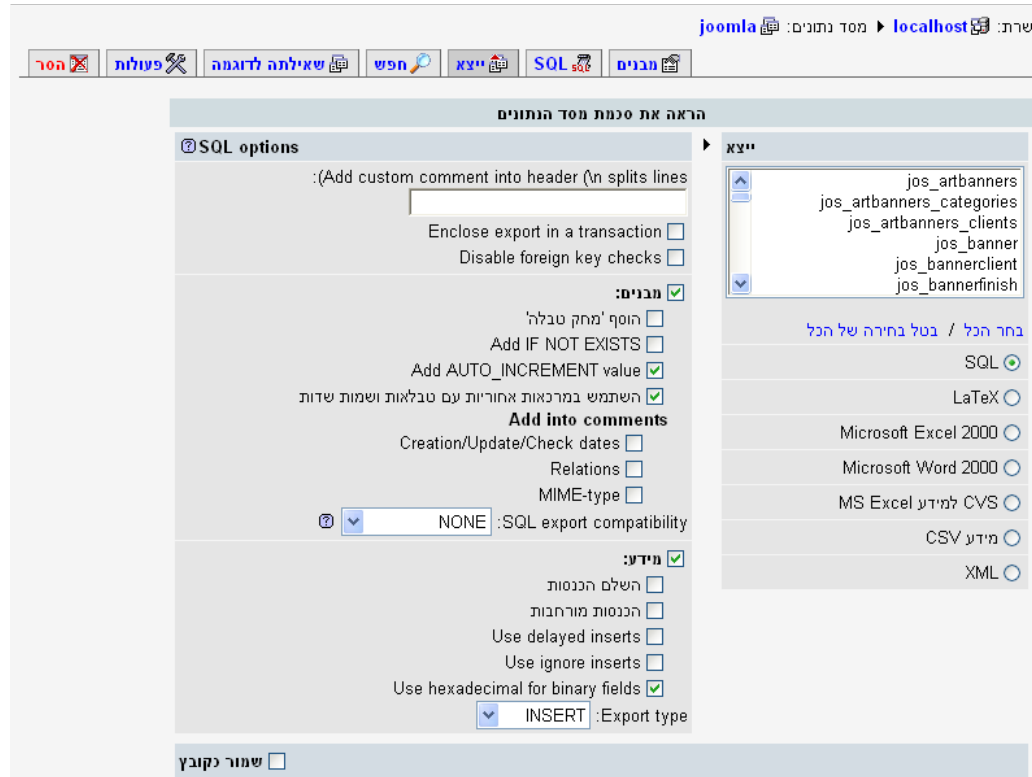 שרת: localhost ◄ מסד נתונים: joomla
מבנים SQL ייצא חפש שאילתה לדוגמה פעולות הסר
הראה את סכמת מסד הנתונים
ייצא
jos_artbanners
jos_artbanners_categories
jos_artbanners_clients
jos_banner
jos_bannerclient
jos_bannerfinish
בחר הכל / בטל בחירה של הכל
SQL
LaTeX
Microsoft Excel 2000
Microsoft Word 2000
CVS למידע MS Excel
מידע CSV
XML
SQL options
:(Add custom comment into header (\n splits lines
Enclose export in a transaction
Disable foreign key checks
מבנים:
הוסף 'מחק טבלה'
Add IF NOT EXISTS
Add AUTO_INCREMENT value
השתמש במרכאות אחוריות עם טבלאות ושמות שדות
Add into comments
Creation/Update/Check dates
Relations
MIME-type
:SQL export compatibility NONE
מידע:
השלם הכנסות
הכנסות מורחבות
Use delayed inserts
Use ignore inserts
Use hexadecimal for binary fields
:Export type INSERT
שמור כקובץ